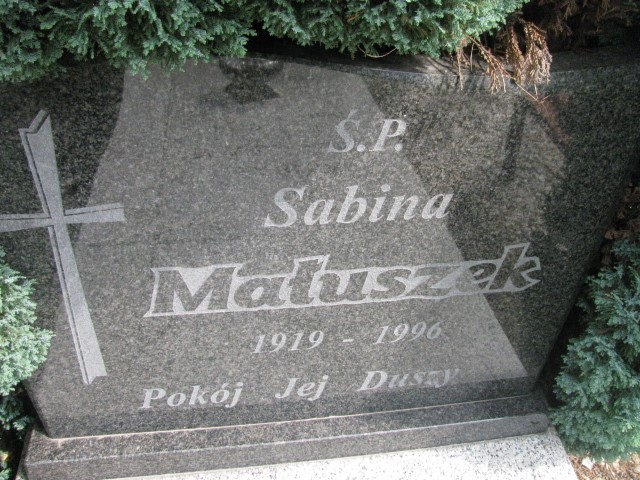 Ś.P.
Sabina
Matuszek
1919 - 1996
Pokój Jej Duszy